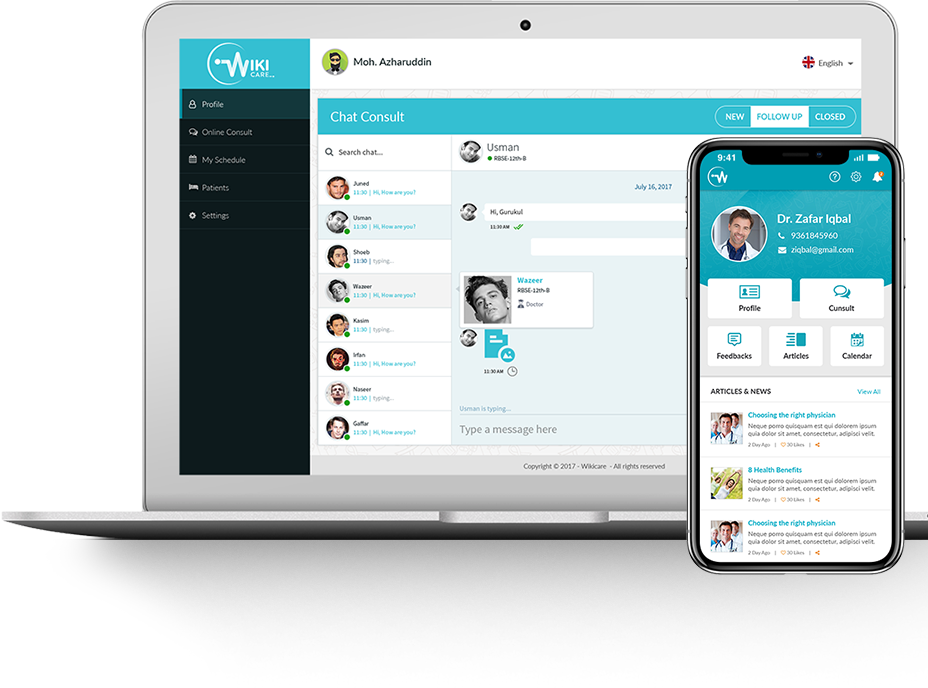 WIKI
CARE
Moh. Azharuddin
English
Profile
Online Consult
My Schedule
Patients
Settings
Chat Consult
NEW
FOLLOW UP
CLOSED
Search chat...
Juned
11:30 | Hi, How are you?
Usman
11:30 | Hi, How are you?
Shoeb
11:30 | typing...
Wazeer
11:30 | Hi, How are you?
Kasim
11:30 | typing...
Irfan
11:30 | Hi, How are you?
Naseer
11:30 | typing...
Gaffar
11:30 | Hi, How are you?
Usman
RBSE-12th-B
July 16, 2017
Hi, Gurukul
11:30 AM
Wazeer
RBSE-12th-B
Doctor
11:30 AM
Usman is typing...
Type a message here
Copyright © 2017 - Wikicare - All rights reserved
9:41
W
Dr. Zafar Iqbal
9361845960
ziqbal@gmail.com
Profile
Cunsult
Feedbacks
Articles
Calendar
ARTICLES & NEWS
View All
Choosing the right physician
Neque porro quisquam est qui dolorem ipsum
quia dolor sit amet, consectetur, adipisci velit.
2 Day Ago | 30 Likes |
8 Health Benefits
Neque porro quisquam est qui dolorem ipsum
quia dolor sit amet, consectetur, adipisci velit.
2 Day Ago | 30 Likes |
Choosing the right physician
Neque porro quisquam est qui dolorem ipsum
quia dolor sit amet, consectetur, adipisci velit.
2 Day Ago | 30 Likes |